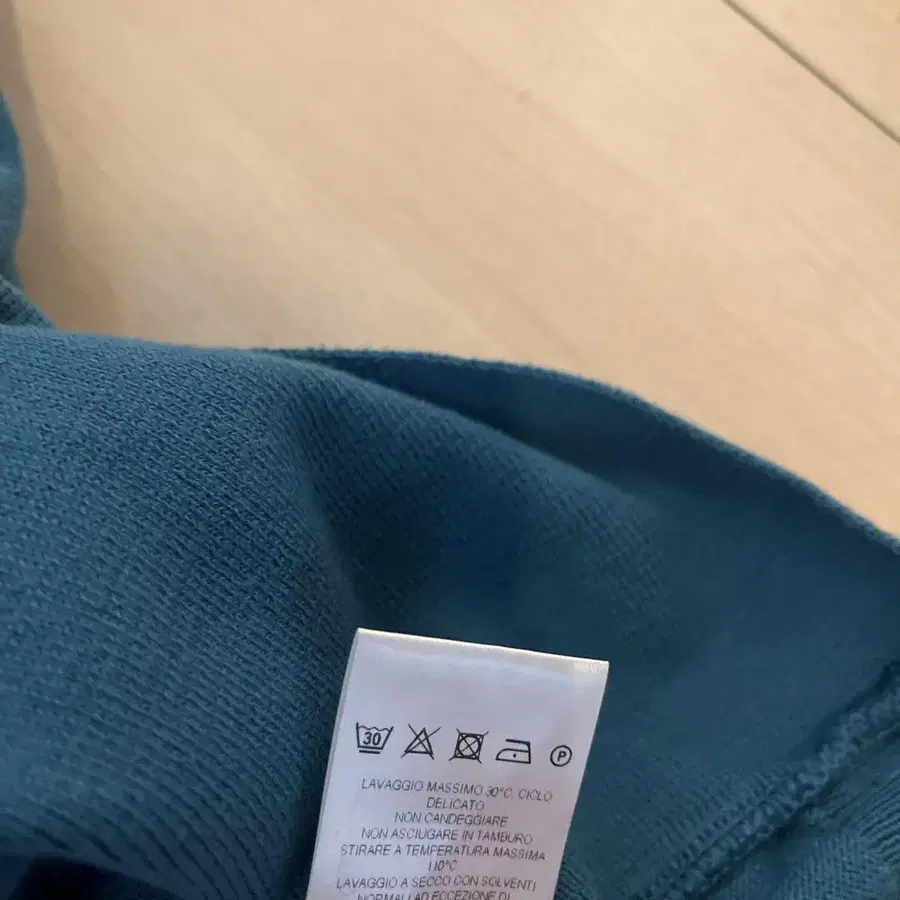 30
P
LAVAGGIO MASSIMO 30°C, CICLO
DELICATO
NON CANDEGGIARE
NON ASCIUGARE IN TAMBURO
STIRARE A TEMPERATURA MASSIMA
110°C
LAVAGGIO A SECCO CON SOLVENTI
NORMALI AD ECCEZIONE DI